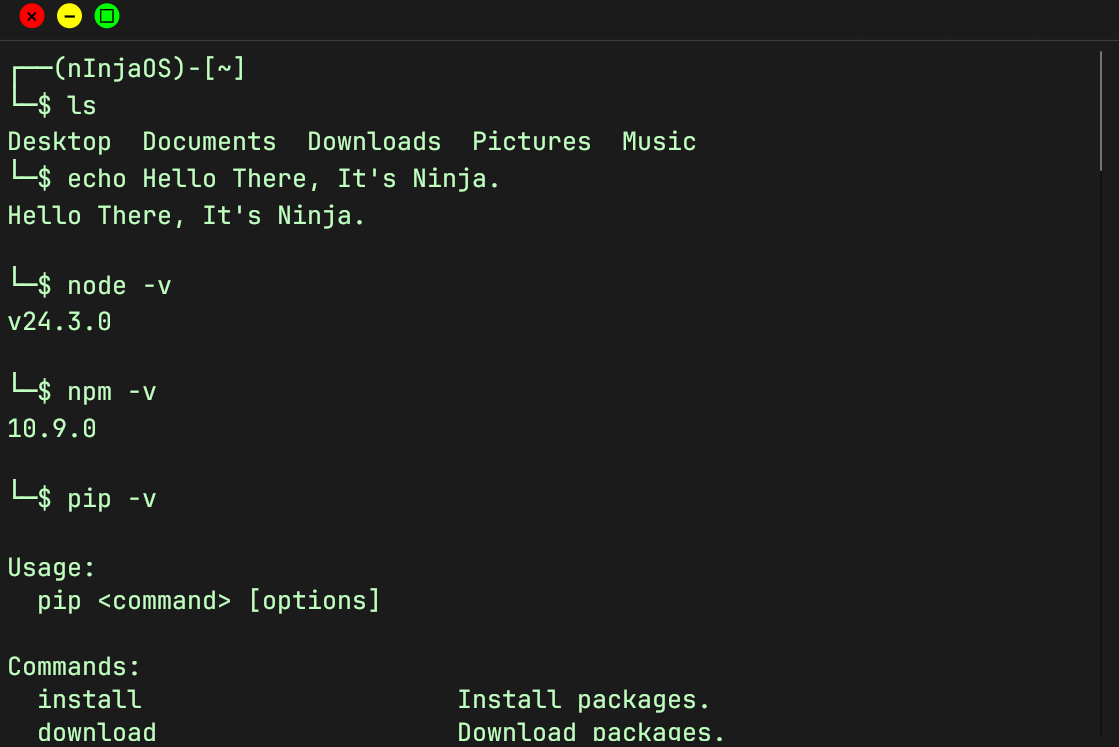 ┌──(nInjaOS)-[~]
└─$ ls
Desktop  Documents  Downloads  Pictures  Music
└─$ echo Hello There, It's Ninja.
Hello There, It's Ninja.
└─$ node -v
v24.3.0
└─$ npm -v
10.9.0
└─$ pip -v
Usage:
  pip <command> [options]
Commands:
  install                     Install packages.
  download                    Download packages.